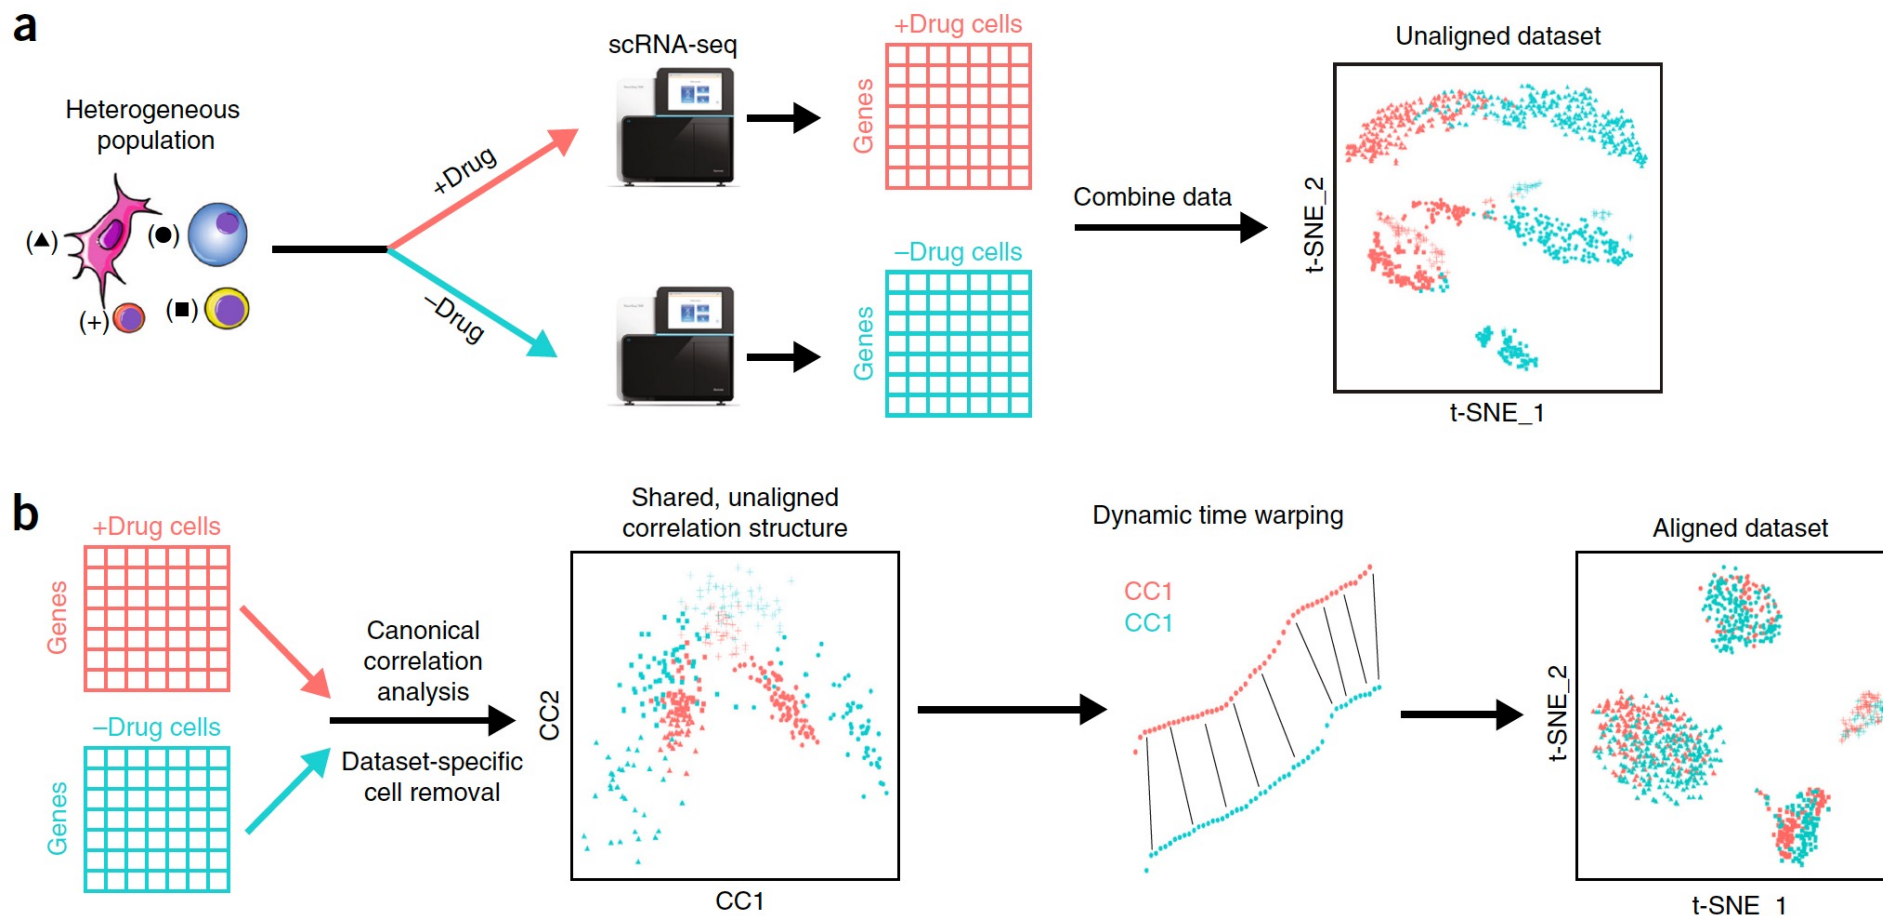 a
Heterogeneous
population
(▲)
(●)
(+)
(■)
+Drug
–Drug
scRNA-seq
+Drug cells
Genes
–Drug cells
Genes
Combine data
Unaligned dataset
t-SNE_2
t-SNE_1
b
+Drug cells
Genes
–Drug cells
Genes
Canonical
correlation
analysis
Dataset-specific
cell removal
Shared, unaligned
correlation structure
CC2
CC1
Dynamic time warping
CC1
CC1
Aligned dataset
t-SNE_2
t-SNE_1